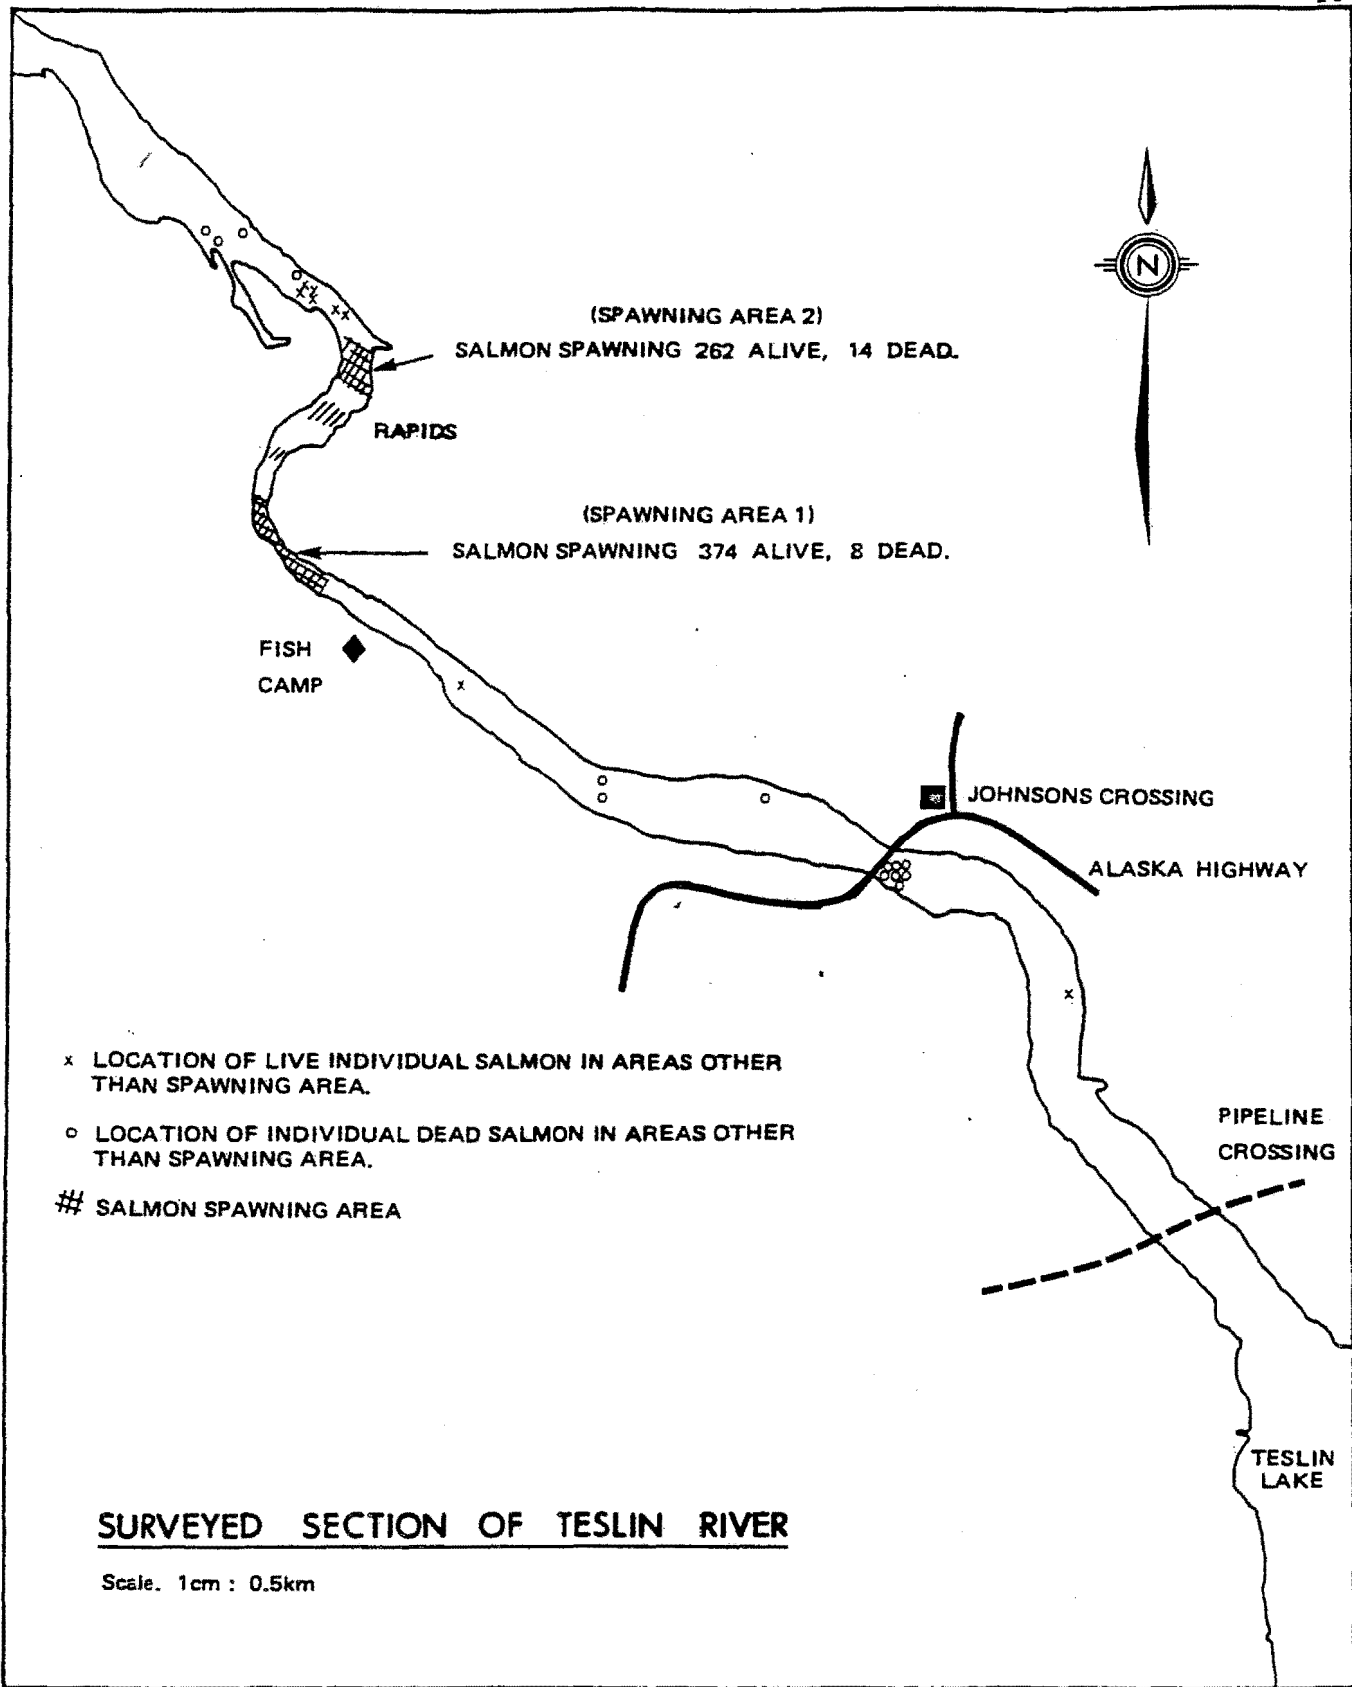 (SPAWNING AREA 2)
SALMON SPAWNING 262 ALIVE, 14 DEAD.
RAPIDS
(SPAWNING AREA 1)
SALMON SPAWNING 374 ALIVE, 8 DEAD.
FISH
CAMP
N
JOHNSONS CROSSING
ALASKA HIGHWAY
x LOCATION OF LIVE INDIVIDUAL SALMON IN AREAS OTHER
THAN SPAWNING AREA.
o LOCATION OF INDIVIDUAL DEAD SALMON IN AREAS OTHER
THAN SPAWNING AREA.
# SALMON SPAWNING AREA
PIPELINE
CROSSING
TESLIN
LAKE
SURVEYED SECTION OF TESLIN RIVER
Scale. 1cm : 0.5km